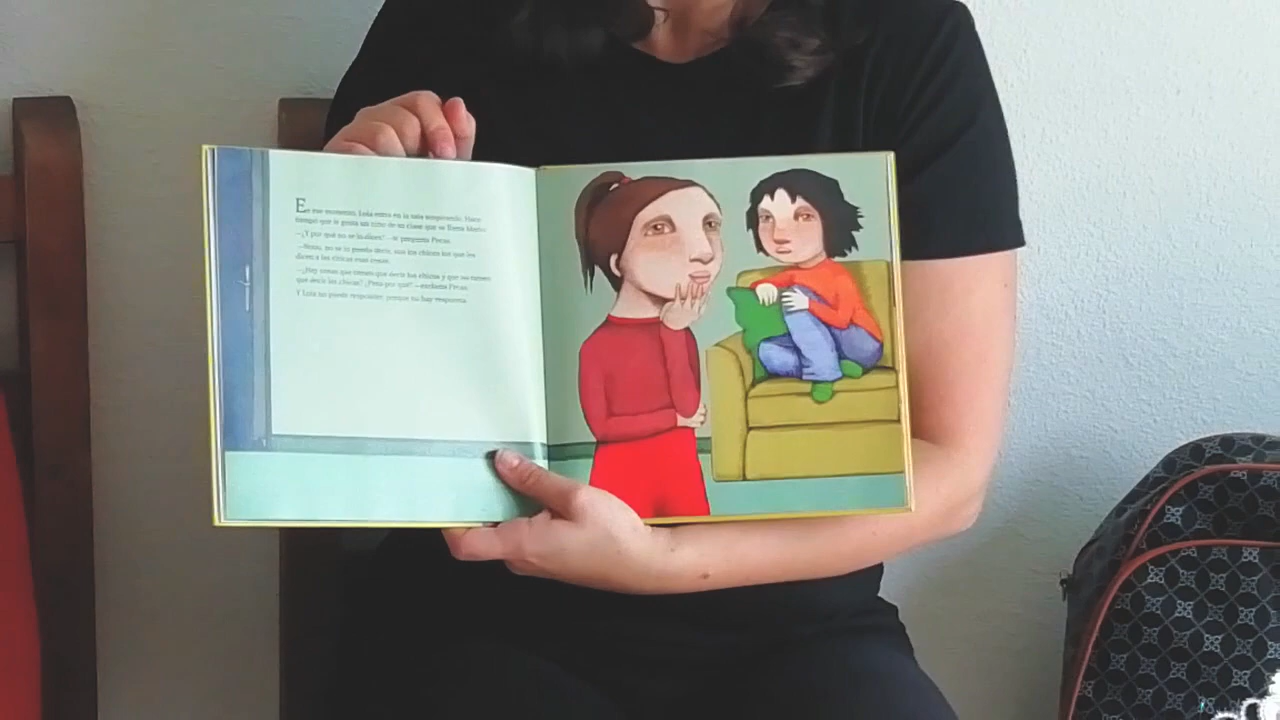 En ese momento, Lola entra en la sala suspirando. Hace
tiempo que le gusta un niño de su clase que se llama
—¿Y por qué no se lo dices? —le pregunta Pecas.
no se lo puedo decir, son los chicos los que les
dicen a las chicas esas cosas.
—¿Hay cosas que tienen que decir las chicas y que no tienen
que decir los chicos? ¿Pero por qué? —exclama Pecas.
Y Lola no puede responder, porque no hay respuesta.